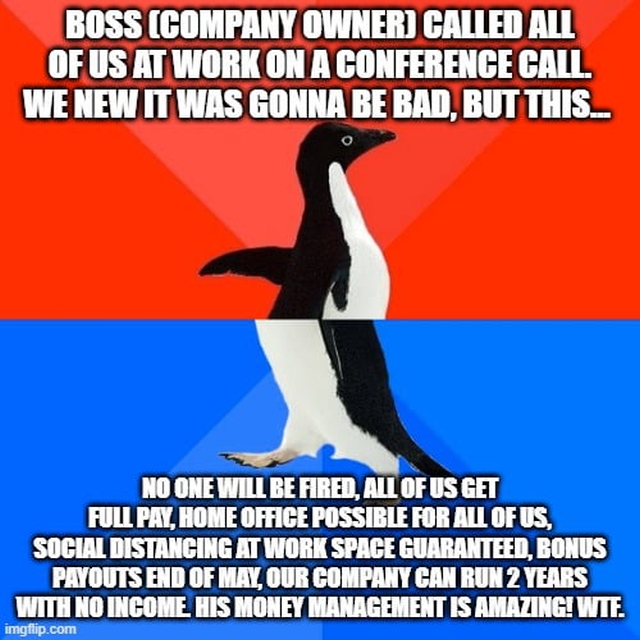 BOSS (COMPANY OWNER) CALLED ALL
OF US AT WORK ON A CONFERENCE CALL.
WE NEW IT WAS GONNA BE BAD, BUT THIS...
NO ONE WILL BE FIRED, ALL OF US GET
FULL PAY, HOME OFFICE POSSIBLE FOR ALL OF US,
SOCIAL DISTANCING AT WORK SPACE GUARANTEED, BONUS
PAYOUTS END OF MAY, OUR COMPANY CAN RUN 2 YEARS
WITH NO INCOME. HIS MONEY MANAGEMENT IS AMAZING! WTF.
imgflip.com